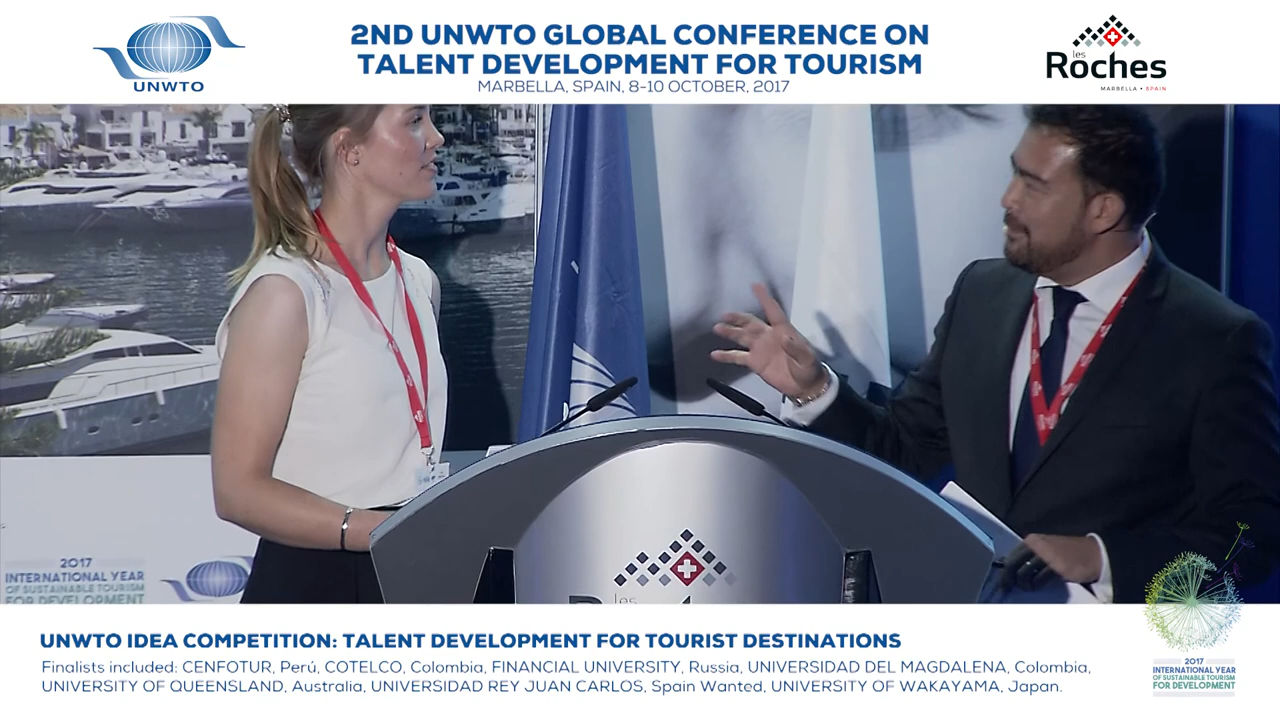 UNWTO
2ND UNWTO GLOBAL CONFERENCE ON
TALENT DEVELOPMENT FOR TOURISM
MARBELLA, SPAIN, 8-10 OCTOBER, 2017
les
Roches
MARBELLA • SPAIN
2017
INTERNATIONAL YEAR
OF SUSTAINABLE TOURISM
FOR DEVELOPMENT
les
UNWTO IDEA COMPETITION: TALENT DEVELOPMENT FOR TOURIST DESTINATIONS
Finalists included: CENFOTUR, Perú, COTELCO, Colombia, FINANCIAL UNIVERSITY, Russia, UNIVERSIDAD DEL MAGDALENA, Colombia,
UNIVERSITY OF QUEENSLAND, Australia, UNIVERSIDAD REY JUAN CARLOS, Spain Wanted, UNIVERSITY OF WAKAYAMA, Japan.
2017
INTERNATIONAL YEAR
OF SUSTAINABLE TOURISM
FOR DEVELOPMENT